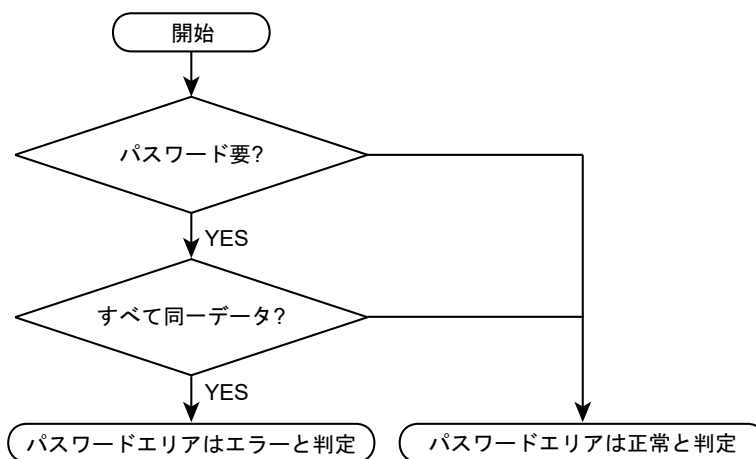 開始
パスワード要?
YES
すべて同一データ?
YES
パスワードエリアはエラーと判定
パスワードエリアは正常と判定